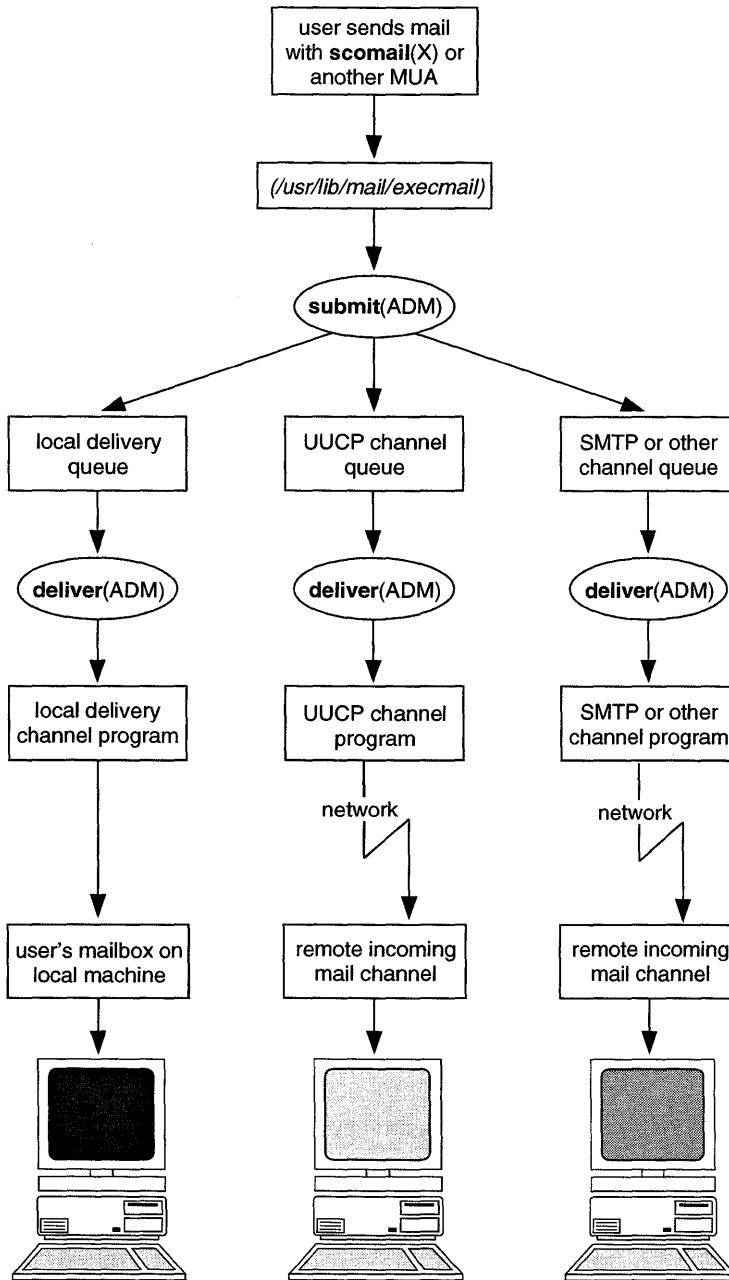 user sends mail
with scomail(X) or
another MUA
(/usr/lib/mail/execmail)
submit(ADM)
local delivery
queue
UUCP channel
queue
SMTP or other
channel queue
deliver(ADM)
deliver(ADM)
deliver(ADM)
local delivery
channel program
UUCP channel
program
SMTP or other
channel program
network
network
user's mailbox on
local machine
remote incoming
mail channel
remote incoming
mail channel